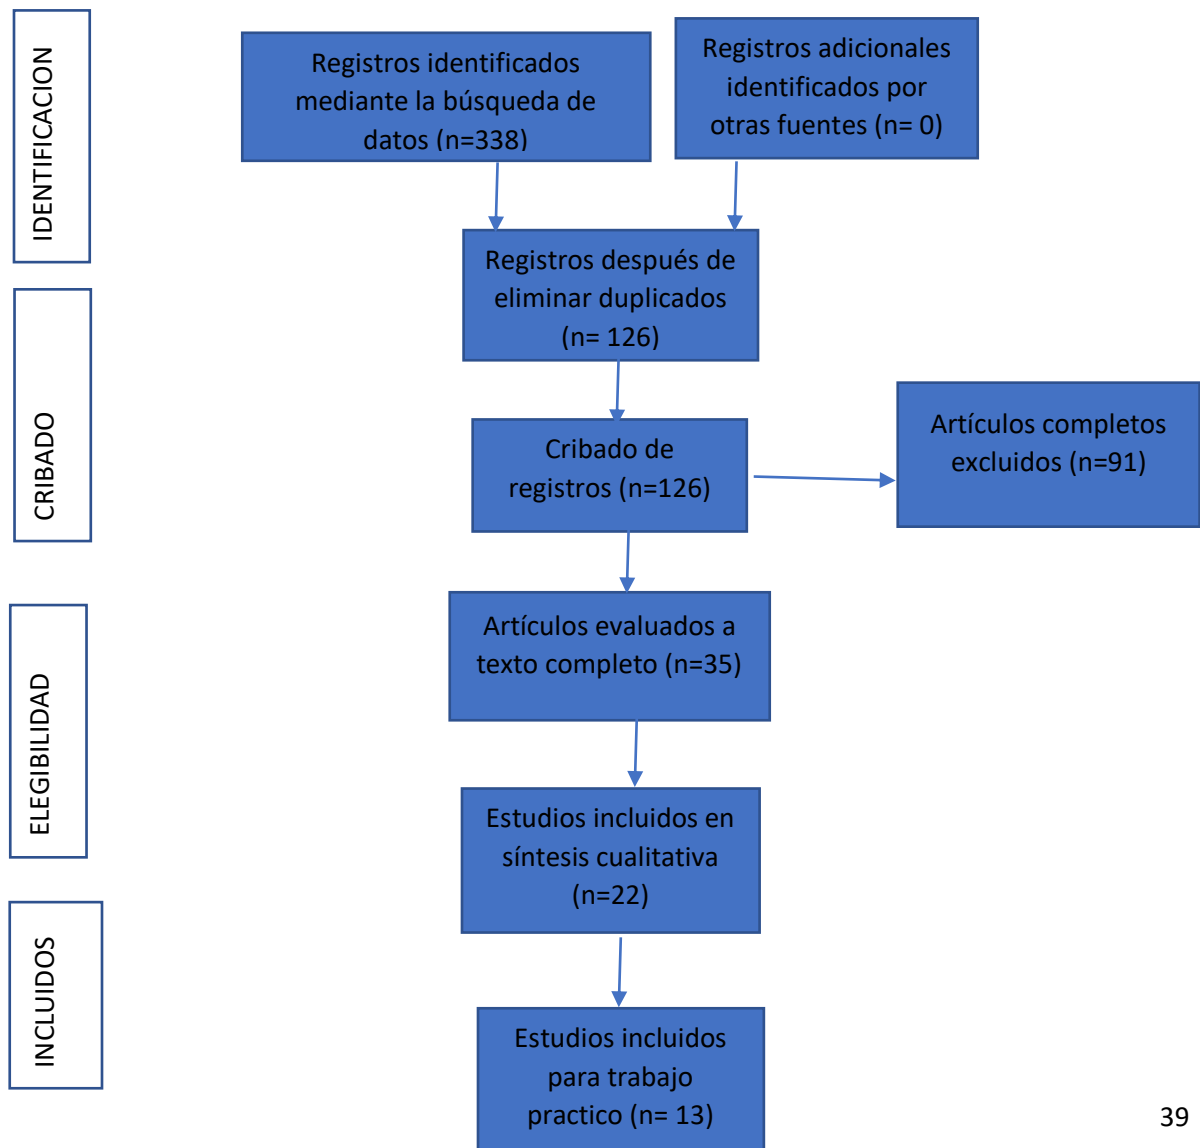 IDENTIFICACION
Registros identificados
mediante la búsqueda de
datos (n=338)
Registros adicionales
identificados por
otras fuentes (n= 0)
Registros después de
eliminar duplicados
(n= 126)
CRIBADO
Cribado de
registros (n=126)
Artículos completos
excluidos (n=91)
ELEGIBILIDAD
Artículos evaluados a
texto completo (n=35)
Estudios incluidos en
síntesis cualitativa
(n=22)
INCLUIDOS
Estudios incluidos
para trabajo
practico (n= 13)
39